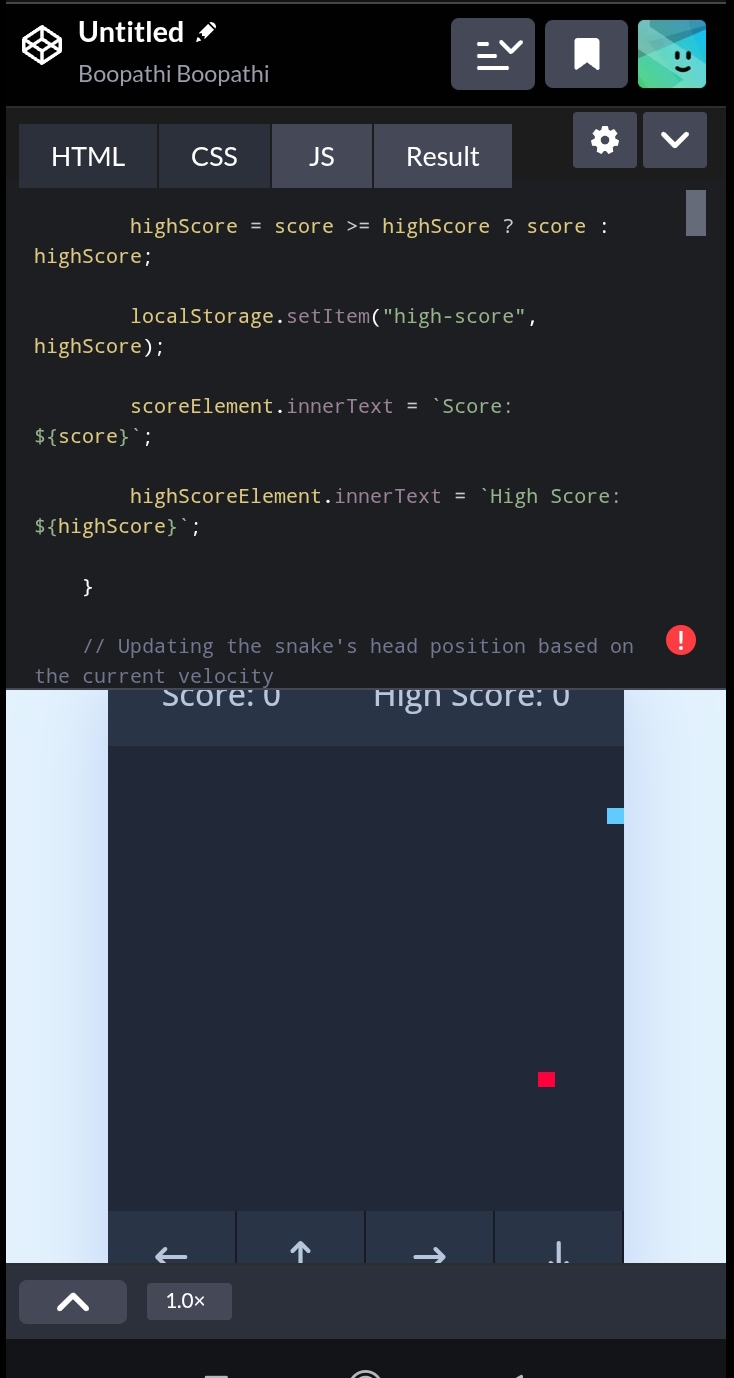 Untitled
Boopathi Boopathi
HTML CSS JS Result
highScore = score >= highScore ? score :
highScore;
localStorage.setItem("high-score",
highScore);
scoreElement.innerText = `Score:
${score}`;
highScoreElement.innerText = `High Score:
${highScore}`;
}
// Updating the snake's head position based on
the current velocity
Score: 0 High Score: 0
1.0×